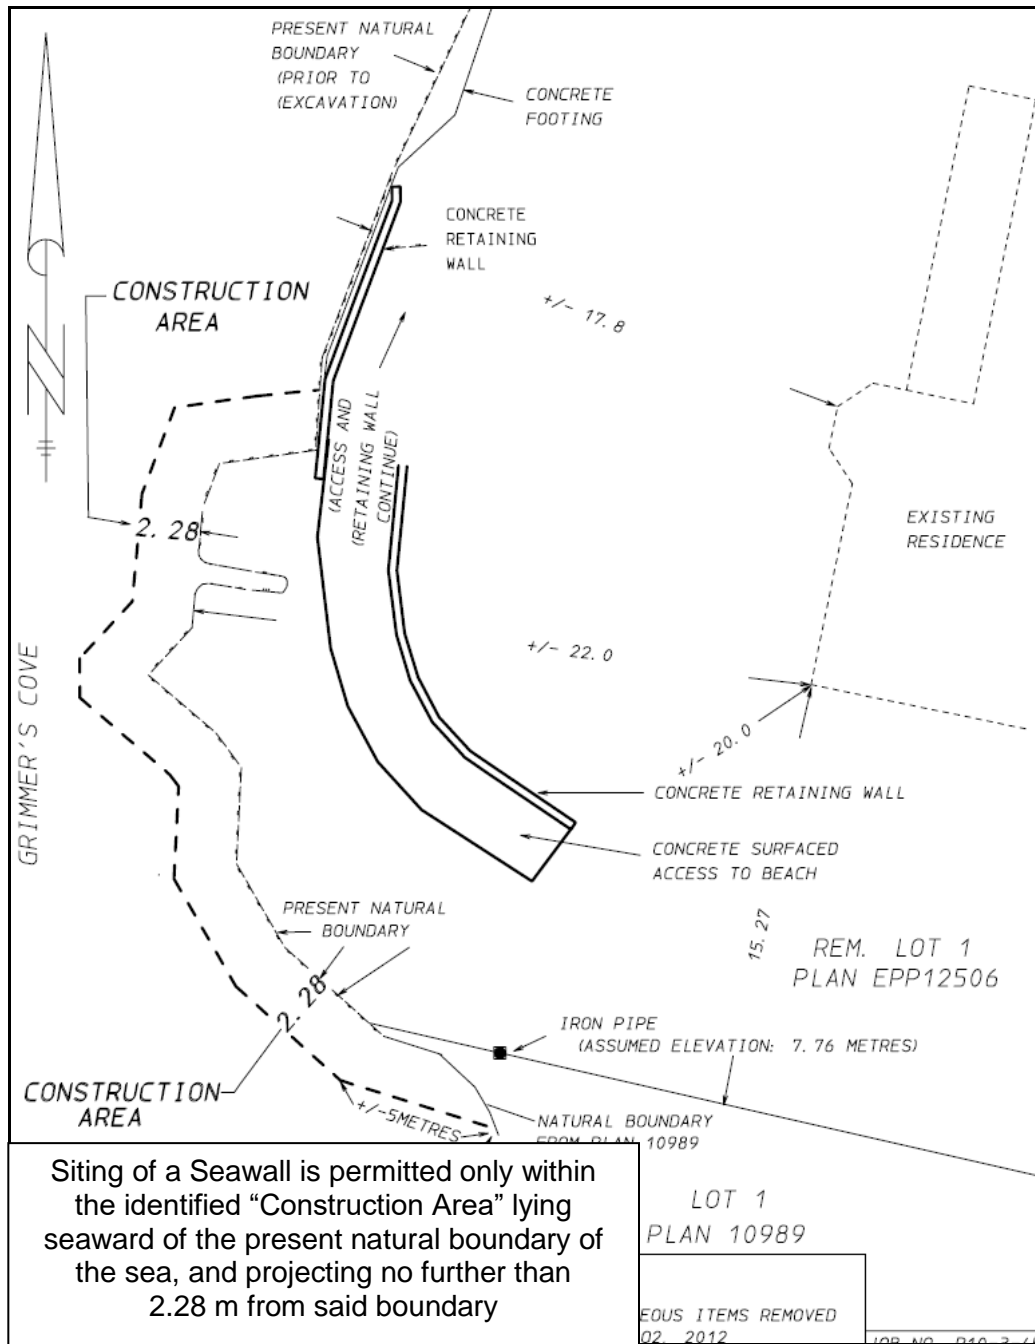 PRESENT NATURAL
BOUNDARY
(PRIOR TO
(EXCAVATION)
CONCRETE
FOOTING
CONCRETE
RETAINING
WALL
CONSTRUCTION
AREA
+/- 17.8
N
(ACCESS AND
(RETAINING WALL
CONTINUE)
2.28
EXISTING
RESIDENCE
GRIMMER'S COVE
+/- 22.0
+/- 20.0
CONCRETE RETAINING WALL
CONCRETE SURFACED
ACCESS TO BEACH
PRESENT NATURAL
BOUNDARY
15.27
REM. LOT 1
PLAN EPP12506
2.28
IRON PIPE
(ASSUMED ELEVATION: 7.76 METRES)
CONSTRUCTION
AREA
+/-5METRES
NATURAL BOUNDARY
FROM PLAN 10989
Siting of a Seawall is permitted only within
the identified “Construction Area” lying
seaward of the present natural boundary of
the sea, and projecting no further than
2.28 m from said boundary
LOT 1
PLAN 10989
EOUS ITEMS REMOVED
02, 2012
JOB NO.